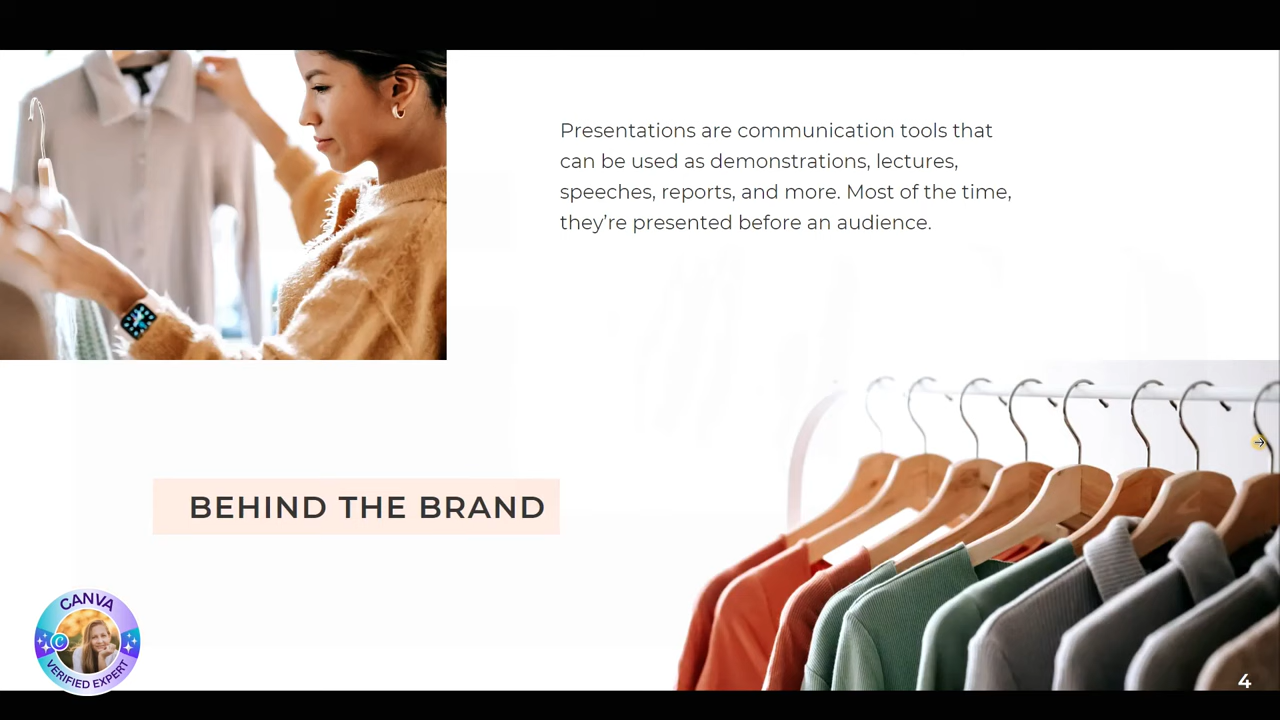 Presentations are communication tools that
can be used as demonstrations, lectures,
speeches, reports, and more. Most of the time,
they’re presented before an audience.
BEHIND THE BRAND
CANVA
C
VERIFIED EXPERT
4